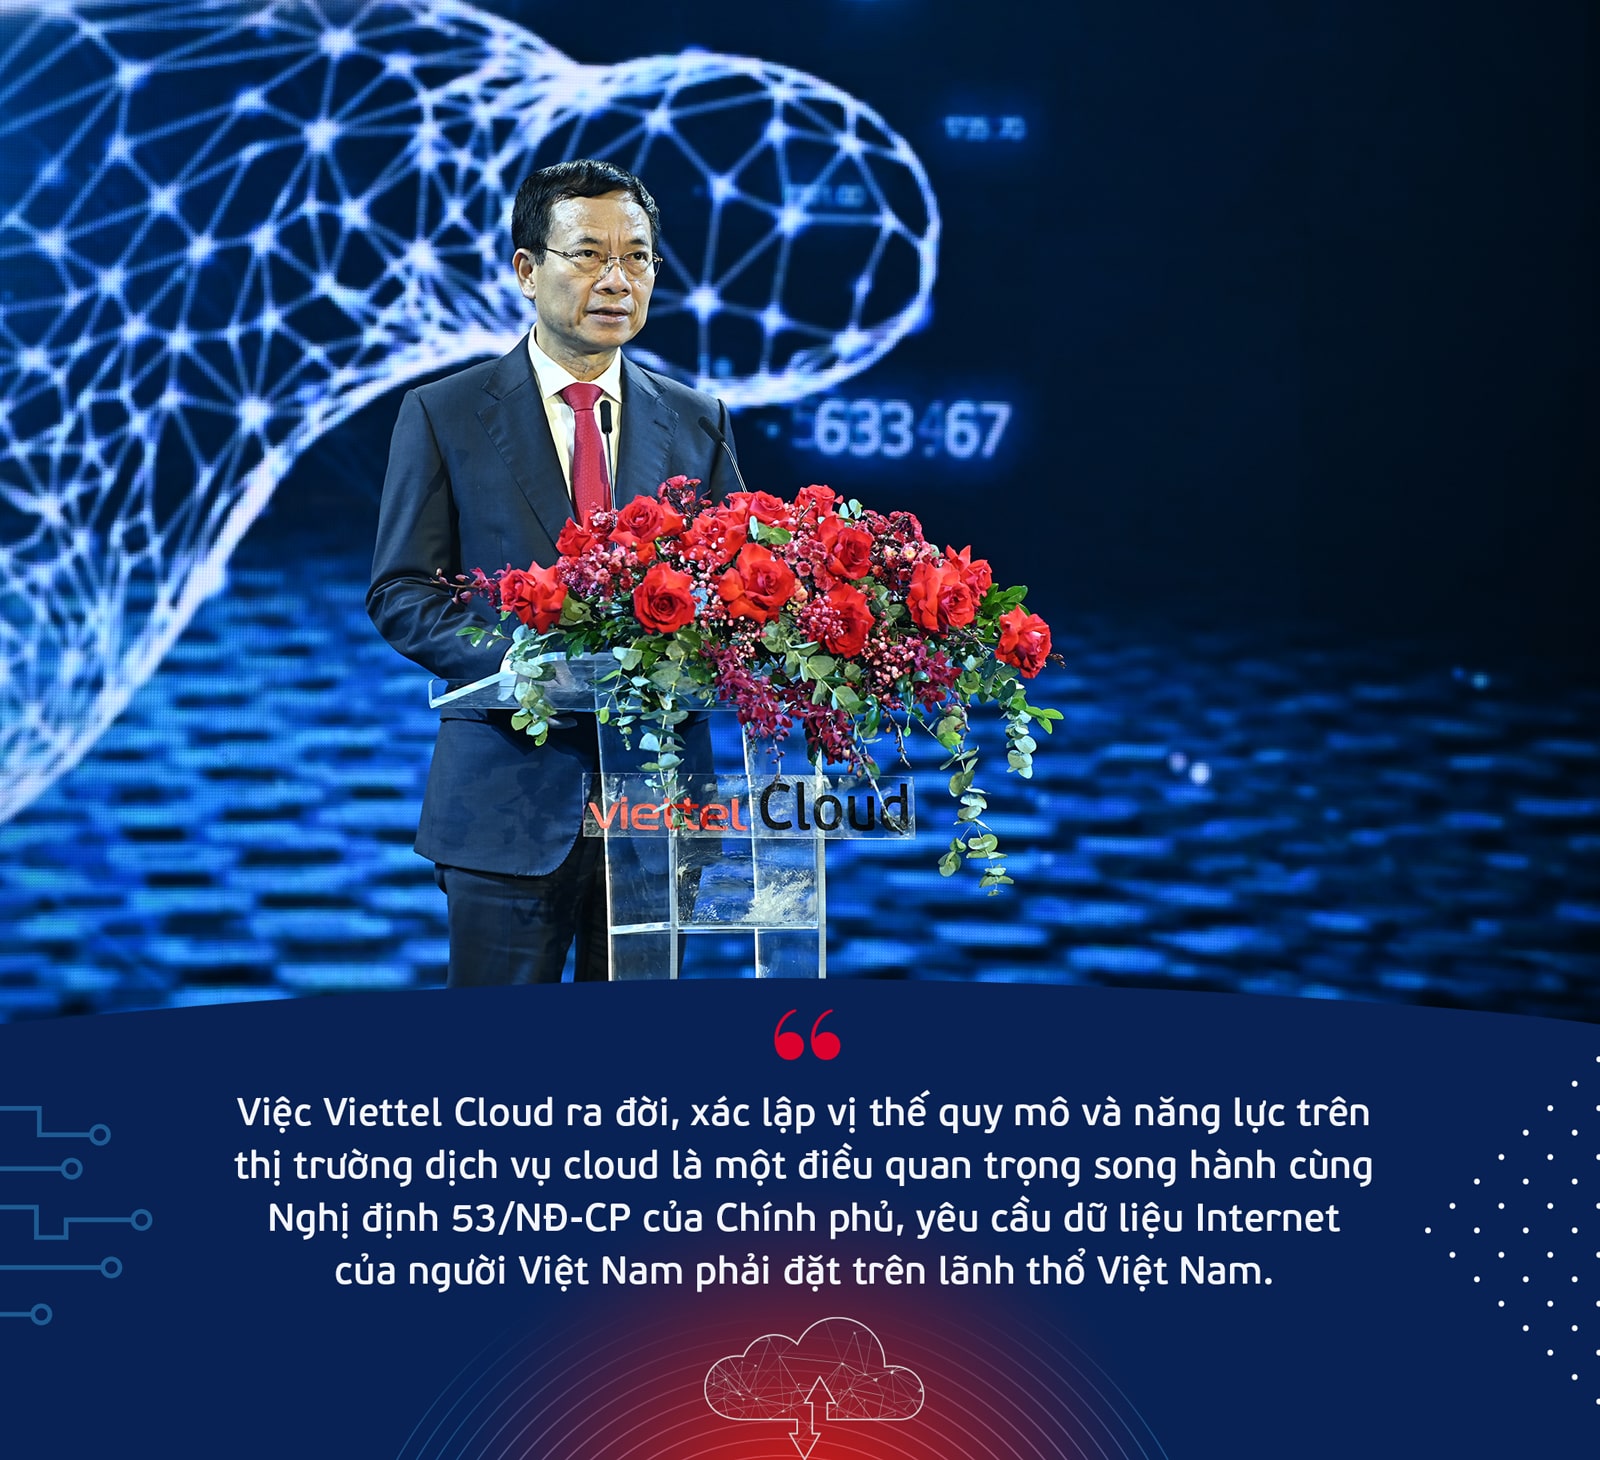 633 467
viettel Cloud
Việc Viettel Cloud ra đời, xác lập vị thế quy mô và năng lực trên
thị trường dịch vụ cloud là một điều quan trọng song hành cùng
Nghị định 53/NĐ-CP của Chính phủ, yêu cầu dữ liệu Internet
của người Việt Nam phải đặt trên lãnh thổ Việt Nam.